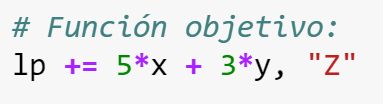 # Función objetivo:
lp += 5*x + 3*y, "Z"